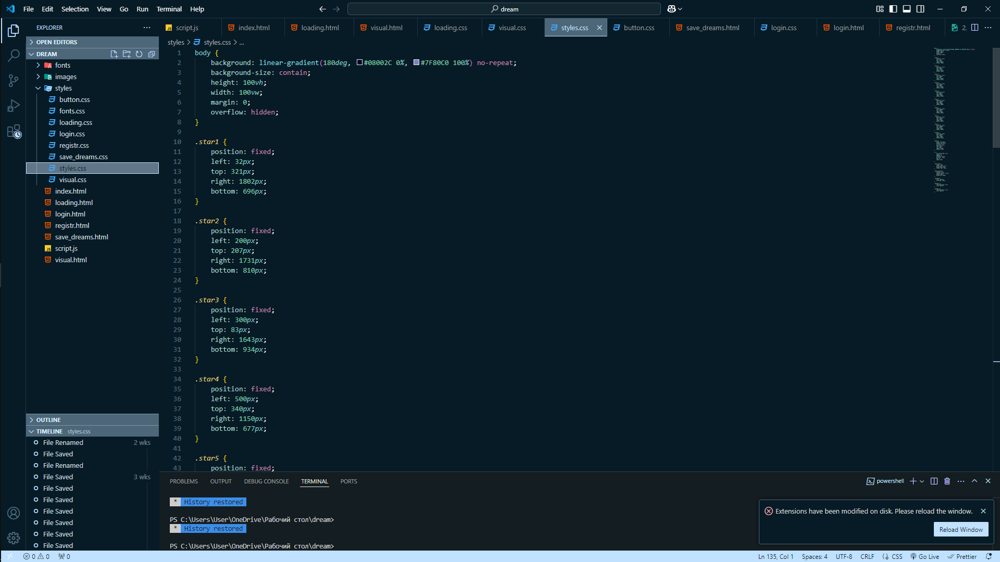 File Edit Selection View Go Run Terminal Help
dream
EXPLORER
script.js index.html loading.html visual.html loading.css visual.css styles.css button.css save_dreams.html login.css login.html registr.html 2.
OPEN EDITORS
styles > styles.css > ...
DREAM
fonts
images
styles
button.css
fonts.css
loading.css
login.css
registr.css
save_dreams.css
styles.css
visual.css
index.html
loading.html
login.html
registr.html
save_dreams.html
script.js
visual.html
OUTLINE
TIMELINE styles.css
File Renamed 2 wks
File Saved
File Renamed
File Saved 3 wks
File Saved
File Saved
File Saved
File Saved
File Saved
File Saved
1 body {
2 background: linear-gradient(180deg, #08002C 0%, #7F80C0 100%) no-repeat;
3 background-size: contain;
4 height: 100vh;
5 width: 100vw;
6 margin: 0;
7 overflow: hidden;
8 }
9
10 .star1 {
11 position: fixed;
12 left: 32px;
13 top: 321px;
14 right: 1802px;
15 bottom: 696px;
16 }
17
18 .star2 {
19 position: fixed;
20 left: 200px;
21 top: 207px;
22 right: 1731px;
23 bottom: 810px;
24 }
25
26 .star3 {
27 position: fixed;
28 left: 300px;
29 top: 83px;
30 right: 1643px;
31 bottom: 934px;
32 }
33
34 .star4 {
35 position: fixed;
36 left: 500px;
37 top: 340px;
38 right: 1150px;
39 bottom: 677px;
40 }
41
42 .star5 {
43 position: fixed;
PROBLEMS OUTPUT DEBUG CONSOLE TERMINAL PORTS
powershell
* History restored
PS C:\Users\User\OneDrive\Рабочий стол\dream>
* History restored
PS C:\Users\User\OneDrive\Рабочий стол\dream>
Extensions have been modified on disk. Please reload the window.
Reload Window
0 0 0
Ln 135, Col 1 Spaces: 4 UTF-8 CRLF {} CSS Go Live Prettier